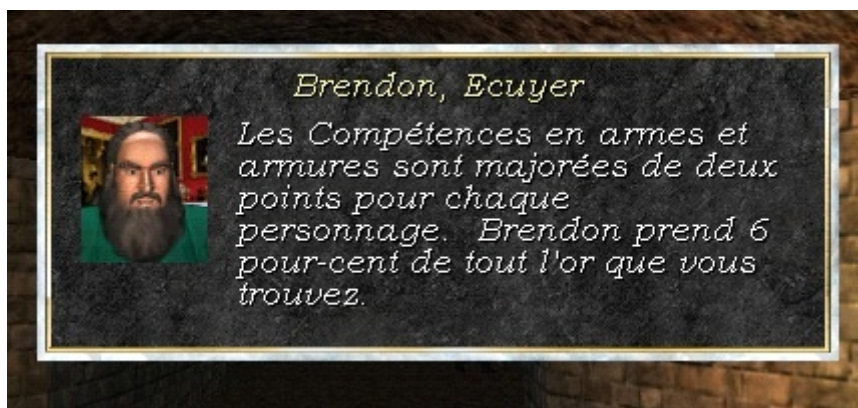 Brendon, Ecuyer
Les Compétences en armes et
armures sont majorées de deux
points pour chaque
personnage. Brendon prend 6
pour-cent de tout l'or que vous
trouvez.